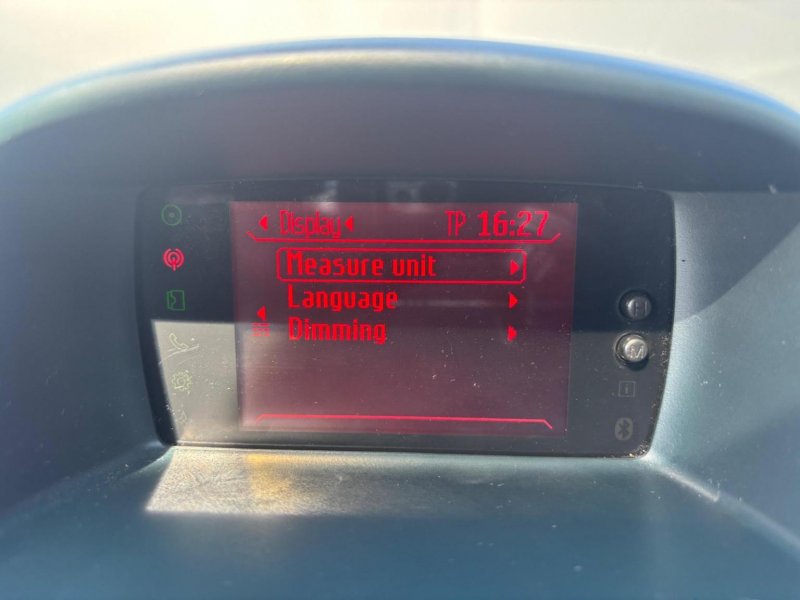 Display TP 16:27
Measure unit
Language
Dimming
H
M
i